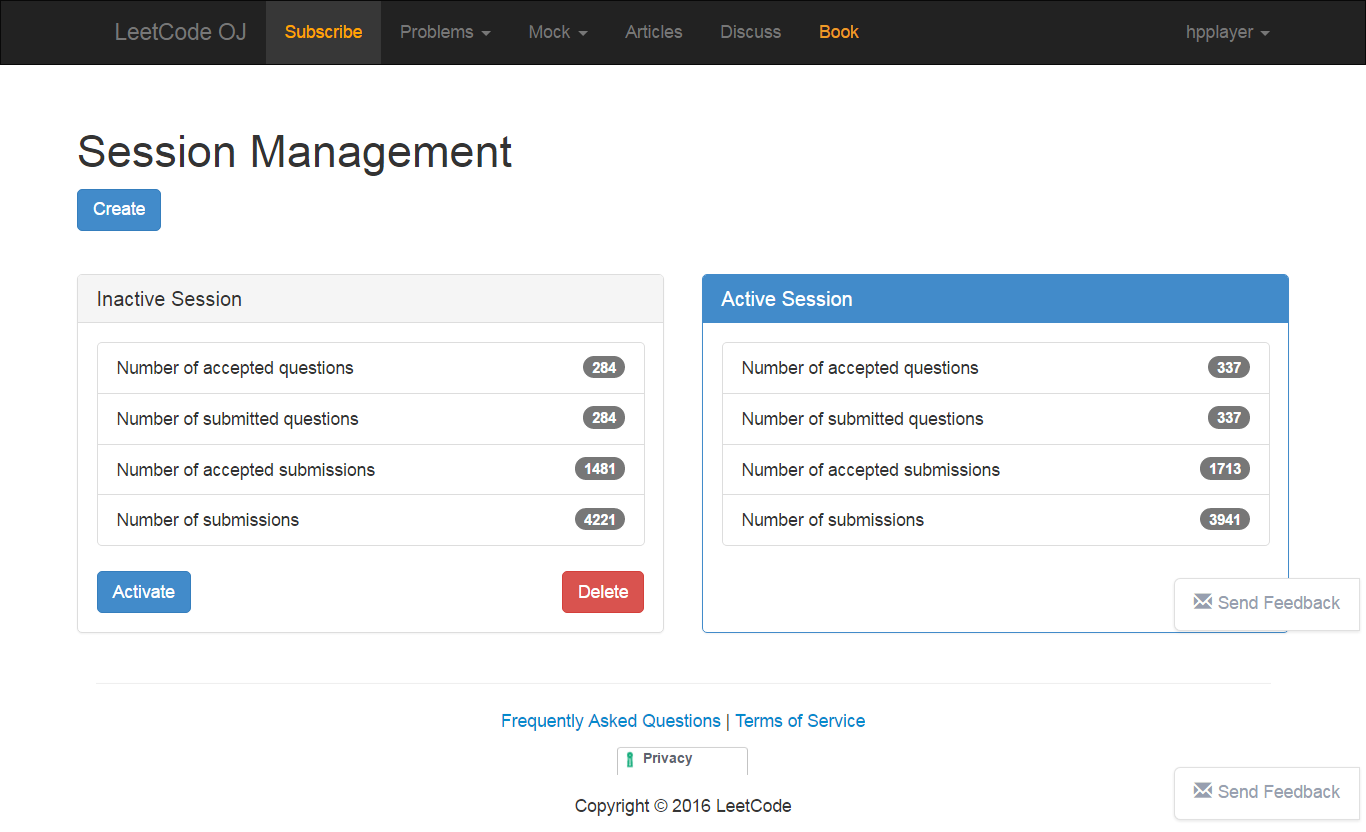 LeetCode OJ Subscribe Problems Mock Articles Discuss Book hpplayer
Session Management
Create
Inactive Session
Number of accepted questions 284
Number of submitted questions 284
Number of accepted submissions 1481
Number of submissions 4221
Activate Delete
Active Session
Number of accepted questions 337
Number of submitted questions 337
Number of accepted submissions 1713
Number of submissions 3941
Send Feedback
Frequently Asked Questions | Terms of Service
Privacy
Copyright © 2016 LeetCode
Send Feedback